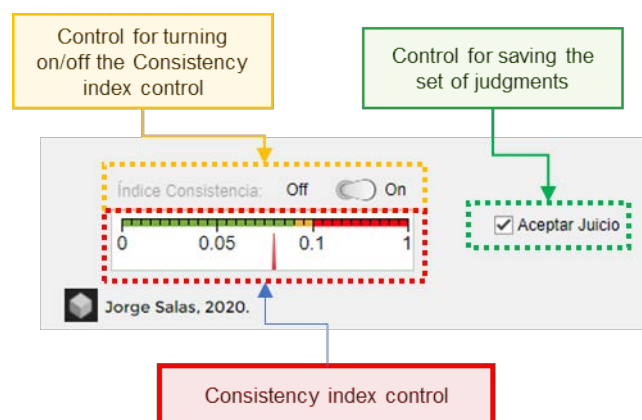 Control for turning
on/off the Consistency
index control
Control for saving the
set of judgments
Índice Consistencia: Off On
Aceptar Juicio
0 0.05 0.1 1
Jorge Salas, 2020.
Consistency index control